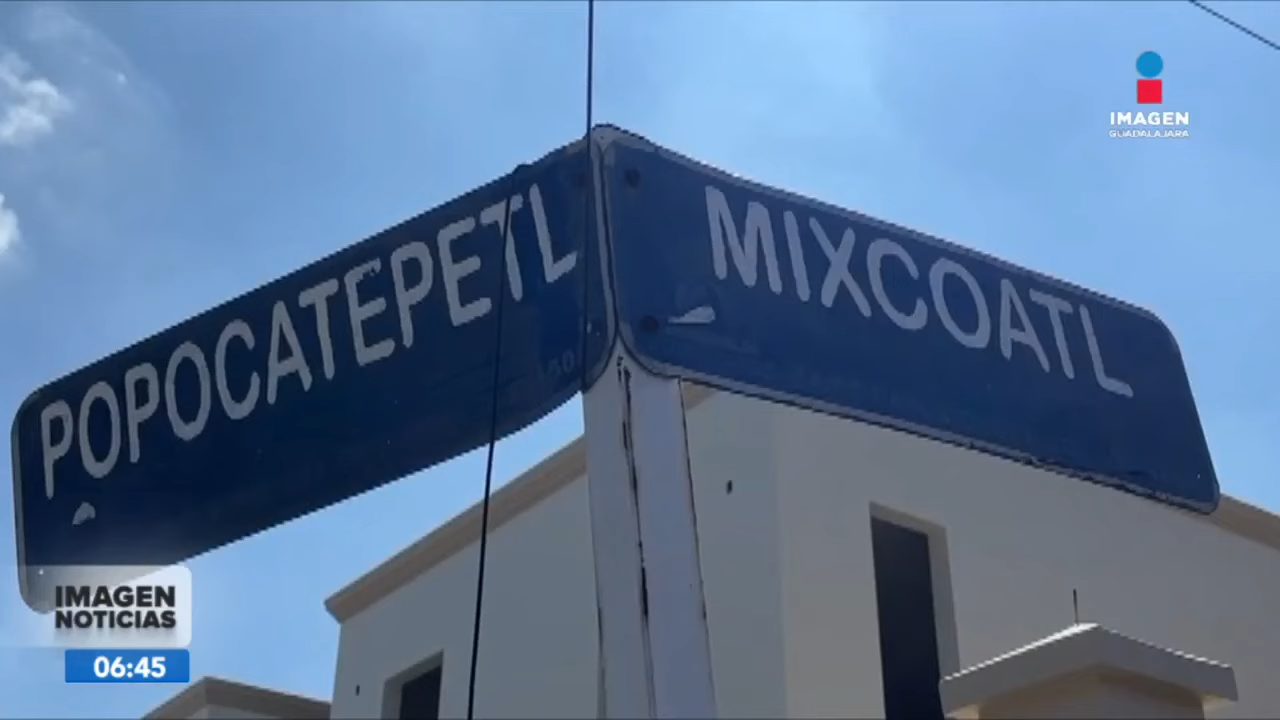 IMAGEN
GUADALAJARA
POPOCATEPETL
MIXCOATL
IMAGEN
NOTICIAS
06:45